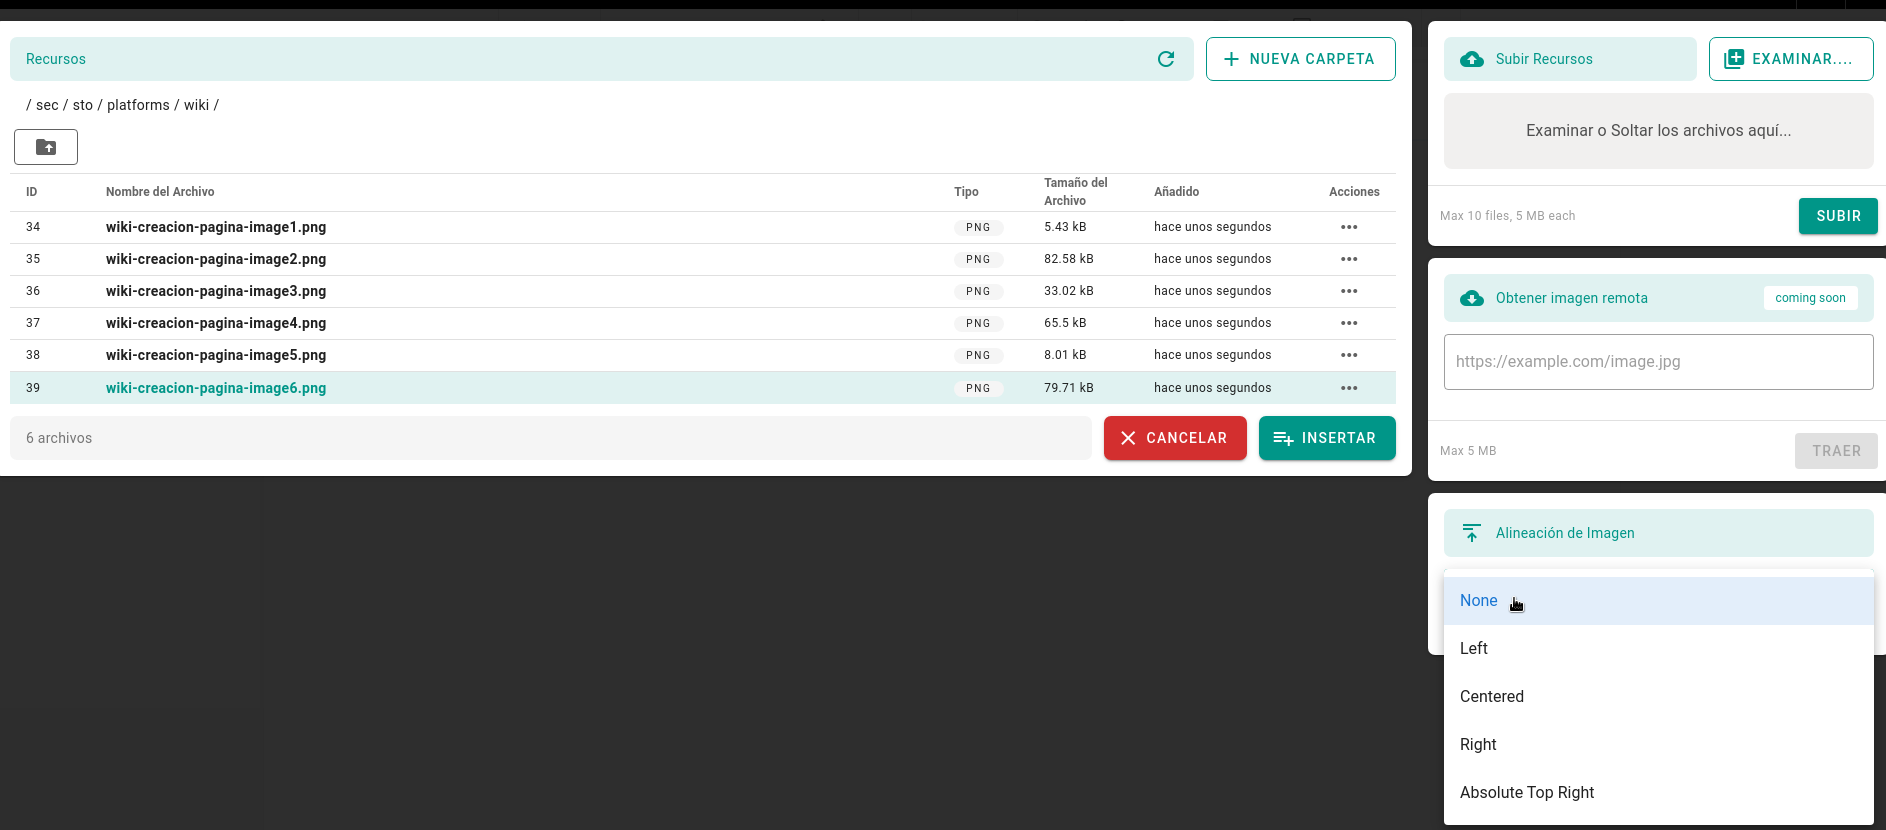 Recursos
NUEVA CARPETA
/ sec / sto / platforms / wiki /
ID Nombre del Archivo Tipo Tamaño del Archivo Añadido Acciones
34 wiki-creacion-pagina-image1.png PNG 5.43 kB hace unos segundos
35 wiki-creacion-pagina-image2.png PNG 82.58 kB hace unos segundos
36 wiki-creacion-pagina-image3.png PNG 33.02 kB hace unos segundos
37 wiki-creacion-pagina-image4.png PNG 65.5 kB hace unos segundos
38 wiki-creacion-pagina-image5.png PNG 8.01 kB hace unos segundos
39 wiki-creacion-pagina-image6.png PNG 79.71 kB hace unos segundos
6 archivos
CANCELAR
INSERTAR
Subir Recursos
EXAMINAR....
Examinar o Soltar los archivos aquí...
Max 10 files, 5 MB each
SUBIR
Obtener imagen remota
coming soon
https://example.com/image.jpg
Max 5 MB
TRAER
Alineación de Imagen
None
Left
Centered
Right
Absolute Top Right